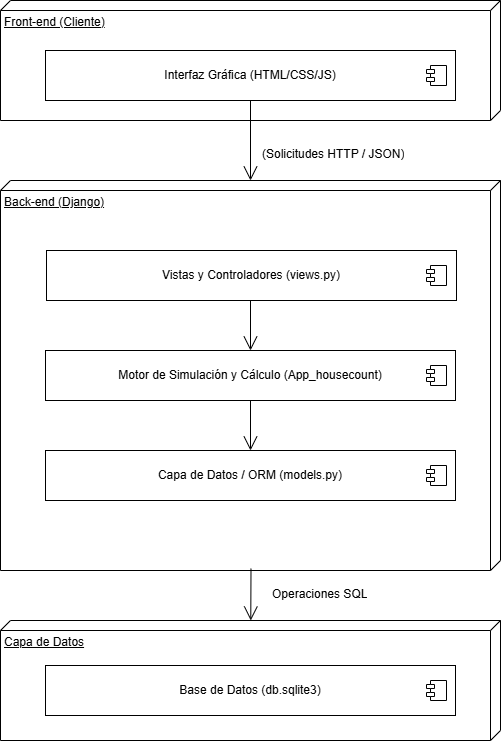 Front-end (Cliente)
Interfaz Gráfica (HTML/CSS/JS)
(Solicitudes HTTP / JSON)
Back-end (Django)
Vistas y Controladores (views.py)
Motor de Simulación y Cálculo (App_housecount)
Capa de Datos / ORM (models.py)
Operaciones SQL
Capa de Datos
Base de Datos (db.sqlite3)